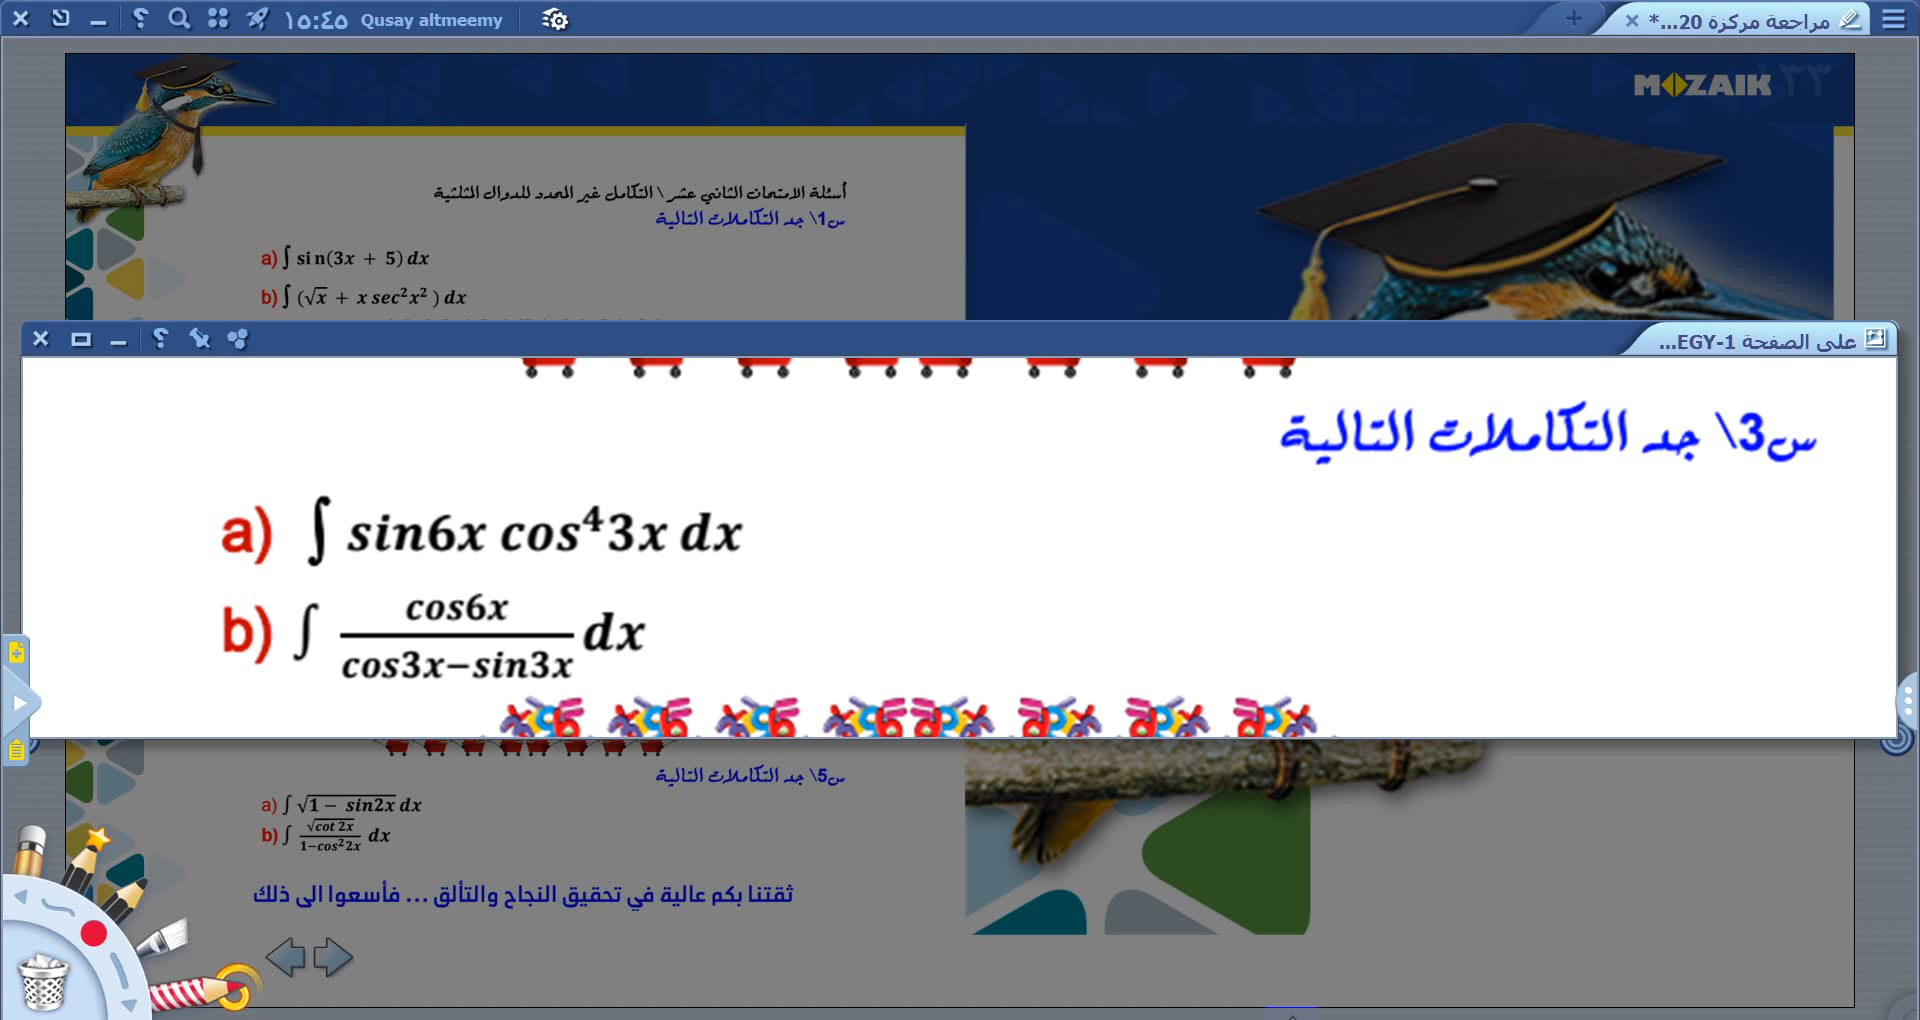 ١٥:٤٥ Qusay altmeemy
مراجعة مركزة 20...*
MOZAIK
أسئلة الامتحان الثاني عشر \ التكامل غير المحدد للدوال المثلثية
س1\ جد التكاملات التالية
a) ∫ sin(3x + 5) dx
b) ∫ (√x + x sec²x² ) dx
على الصفحة EGY-1...
س3\ جد التكاملات التالية
a) ∫ sin6x cos⁴3x dx
b) ∫ cos6x / cos3x−sin3x dx
س5\ جد التكاملات التالية
a) ∫ √1 − sin2x dx
b) ∫ √cot 2x / 1−cos²2x dx
ثقتنا بكم عالية في تحقيق النجاح والتألق ... فأسعوا الى ذلك